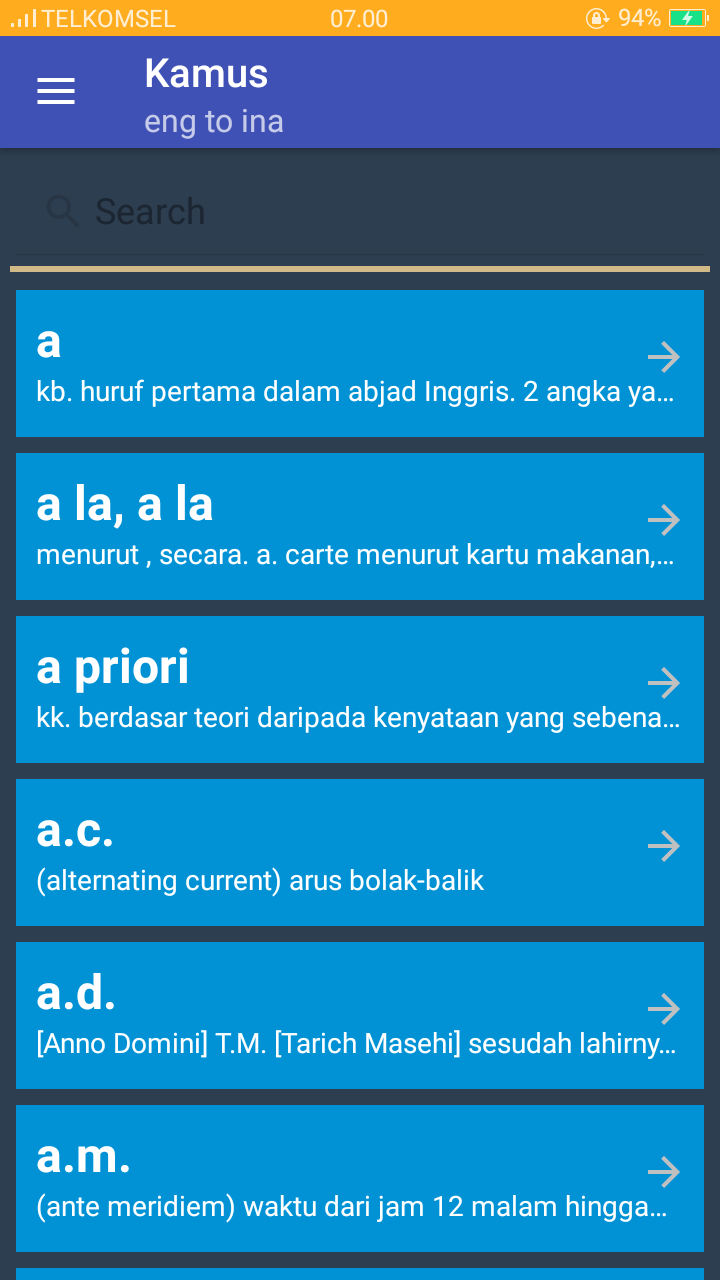 TELKOMSEL 07.00 94%
Kamus
eng to ina
Search
a
kb. huruf pertama dalam abjad Inggris. 2 angka ya...
a la, a la
menurut , secara. a. carte menurut kartu makanan,...
a priori
kk. berdasar teori daripada kenyataan yang sebena...
a.c.
(alternating current) arus bolak-balik
a.d.
[Anno Domini] T.M. [Tarich Masehi] sesudah lahirny...
a.m.
(ante meridiem) waktu dari jam 12 malam hingga...